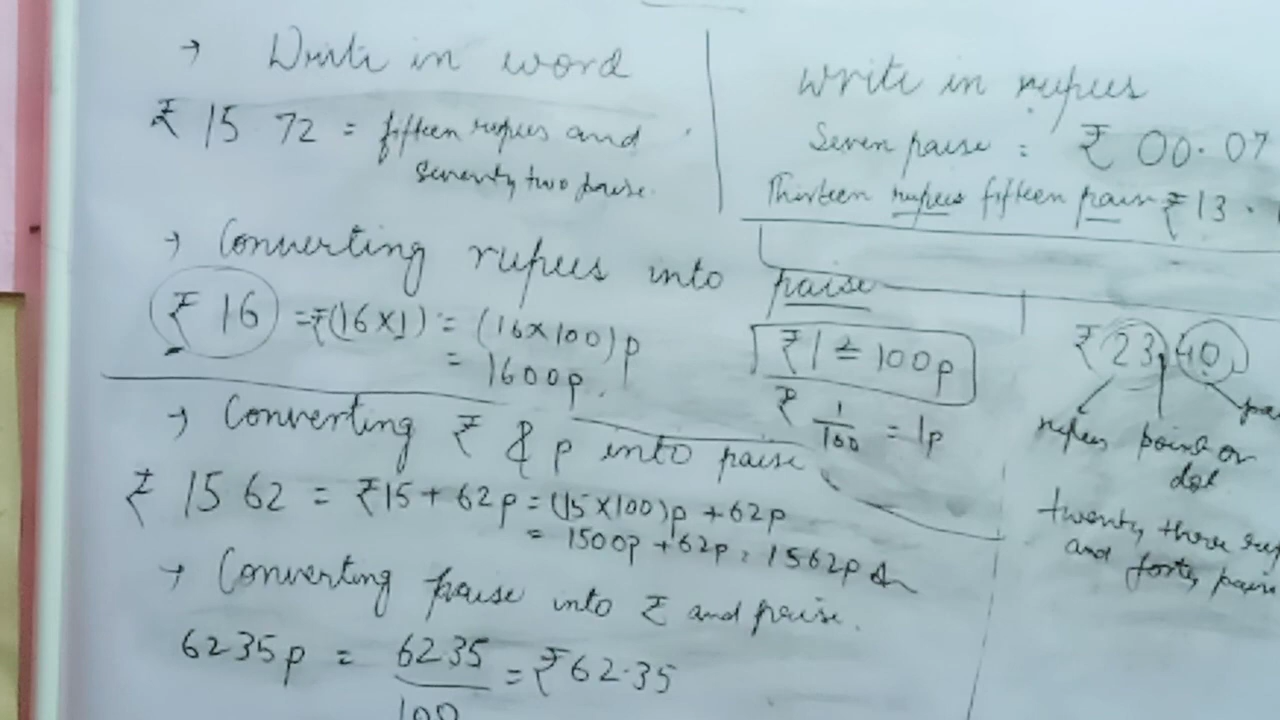 → Write in word
₹ 15 72 = fifteen rupees and
seventy two paise.
Write in rupees
Seven paise : ₹ 00.07
Thirteen rupees fifteen paise ₹ 13 .
→ Converting rupees into paise
₹ 16 = ₹(16×1) = (16×100)p
= 1600p.
₹1 = 100p
₹ 1/100 = 1p
₹ 23.40
rupees point or
dot
twenty three
and forty paise
→ Converting ₹ & p into paise
₹ 15 62 = ₹15 + 62p = (15×100)p + 62p
= 1500p + 62p = 1562p
→ Converting paise into ₹ and paise.
6235p = 6235/100 = ₹62.35